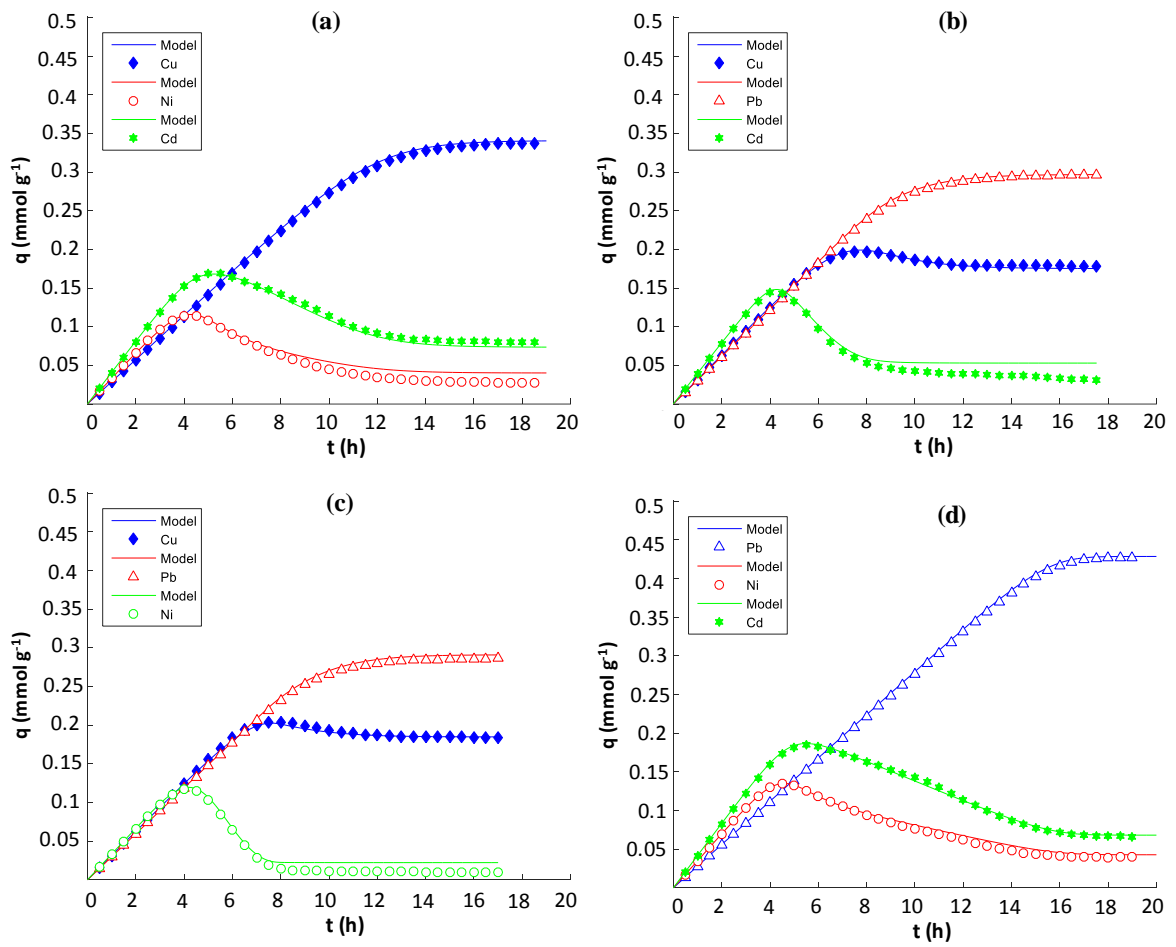 (a)
0.5
0.45
0.4
0.35
0.3
0.25
0.2
0.15
0.1
0.05
q (mmol g-1)
Model
Cu
Model
Ni
Model
Cd
0 2 4 6 8 10 12 14 16 18 20
t (h)
(b)
0.5
0.45
0.4
0.35
0.3
0.25
0.2
0.15
0.1
0.05
q (mmol g-1)
Model
Cu
Model
Pb
Model
Cd
0 2 4 6 8 10 12 14 16 18 20
t (h)
(c)
0.5
0.45
0.4
0.35
0.3
0.25
0.2
0.15
0.1
0.05
q (mmol g-1)
Model
Cu
Model
Pb
Model
Ni
0 2 4 6 8 10 12 14 16 18 20
t (h)
(d)
0.5
0.45
0.4
0.35
0.3
0.25
0.2
0.15
0.1
0.05
q (mmol g-1)
Model
Pb
Model
Ni
Model
Cd
0 2 4 6 8 10 12 14 16 18 20
t (h)